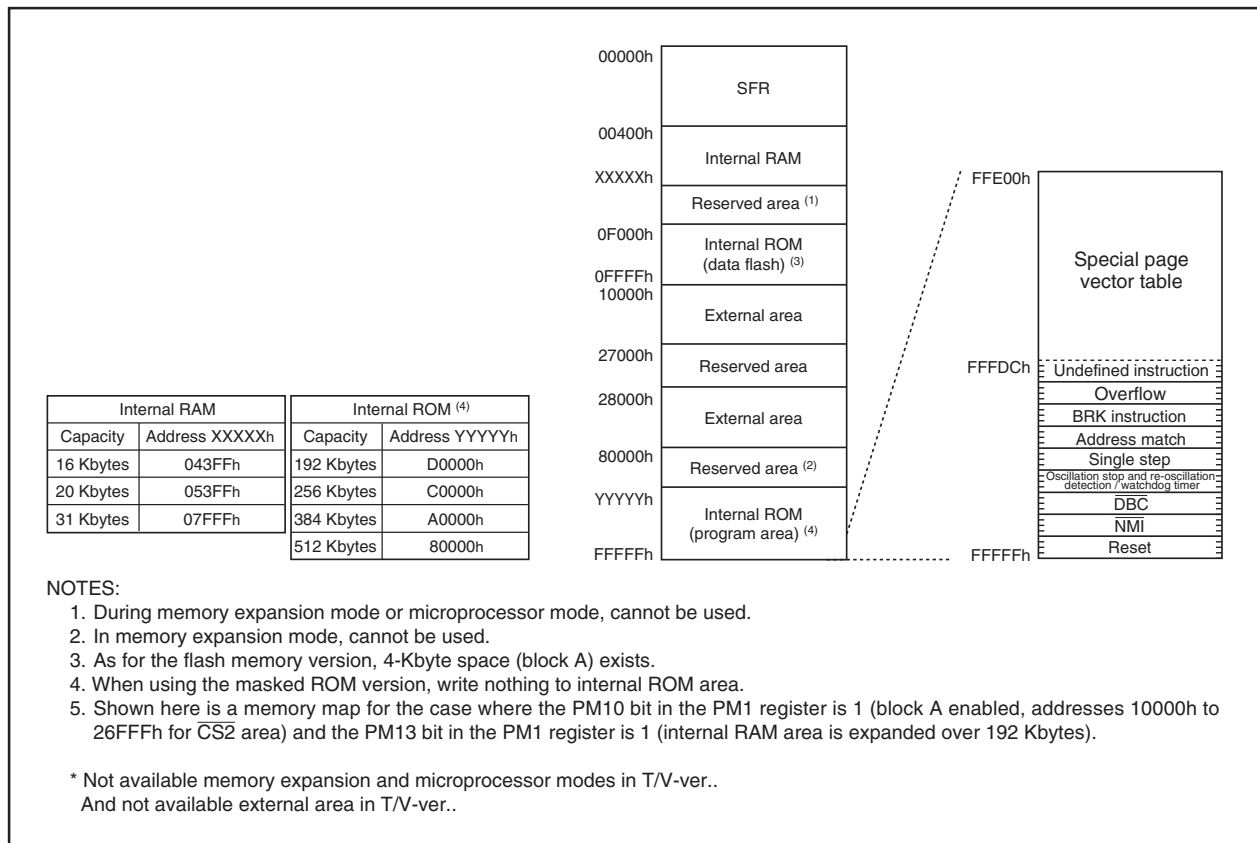 00000h
SFR
00400h
Internal RAM
XXXXXh
Reserved area (1)
0F000h
Internal ROM
(data flash) (3)
0FFFFh
10000h
External area
27000h
Reserved area
28000h
External area
80000h
Reserved area (2)
YYYYYh
Internal ROM
(program area) (4)
FFFFFh
FFE00h
Special page
vector table
FFFDCh
Undefined instruction
Overflow
BRK instruction
Address match
Single step
Oscillation stop and re-oscillation
detection / watchdog timer
DBC
NMI
FFFFFh
Reset
Internal RAM
Capacity Address XXXXXh
16 Kbytes 043FFh
20 Kbytes 053FFh
31 Kbytes 07FFFh
Internal ROM (4)
Capacity Address YYYYYh
192 Kbytes D0000h
256 Kbytes C0000h
384 Kbytes A0000h
512 Kbytes 80000h
NOTES:
1. During memory expansion mode or microprocessor mode, cannot be used.
2. In memory expansion mode, cannot be used.
3. As for the flash memory version, 4-Kbyte space (block A) exists.
4. When using the masked ROM version, write nothing to internal ROM area.
5. Shown here is a memory map for the case where the PM10 bit in the PM1 register is 1 (block A enabled, addresses 10000h to
26FFFh for CS2 area) and the PM13 bit in the PM1 register is 1 (internal RAM area is expanded over 192 Kbytes).
* Not available memory expansion and microprocessor modes in T/V-ver..
And not available external area in T/V-ver..